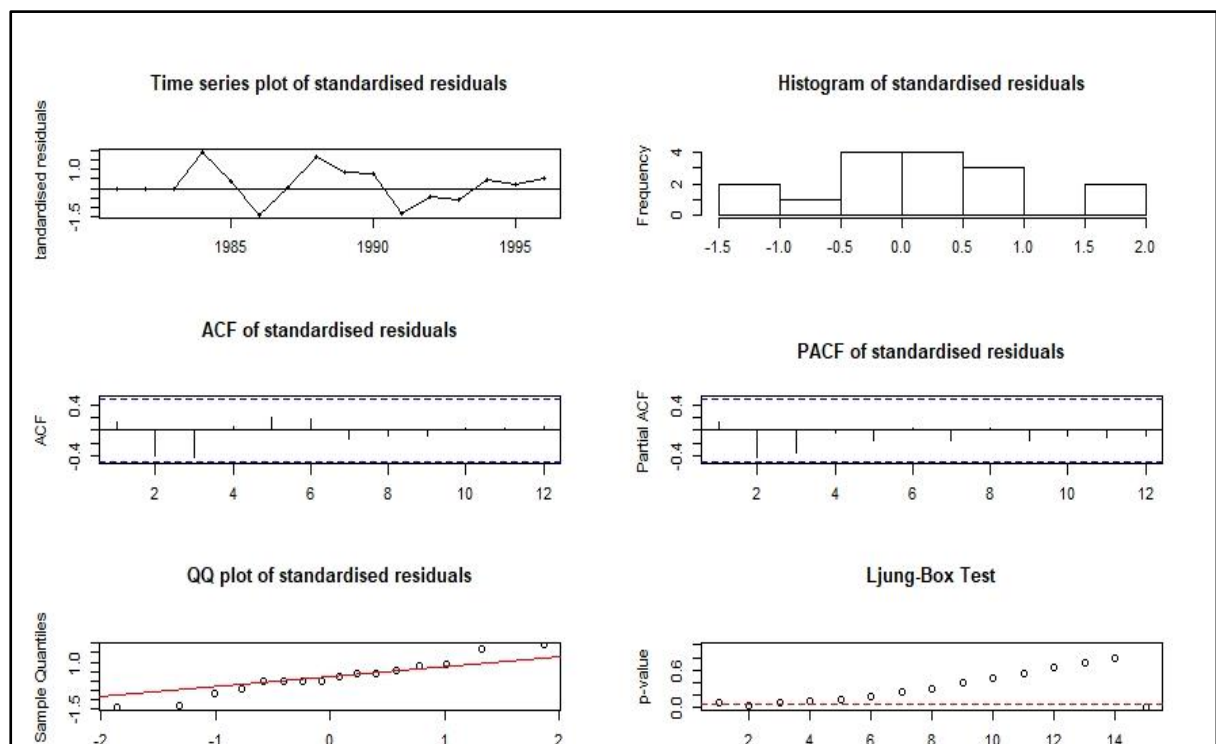 Time series plot of standardised residuals
tandardised residuals
1.0
-1.5
1985 1990 1995
Histogram of standardised residuals
Frequency
4
2
0
-1.5 -1.0 -0.5 0.0 0.5 1.0 1.5 2.0
ACF of standardised residuals
ACF
0.4
-0.4
2 4 6 8 10 12
PACF of standardised residuals
Partial ACF
0.4
-0.4
2 4 6 8 10 12
QQ plot of standardised residuals
Sample Quantiles
1.0
-1.5
-2 -1 0 1 2
Ljung-Box Test
p-value
0.6
0.0
2 4 6 8 10 12 14